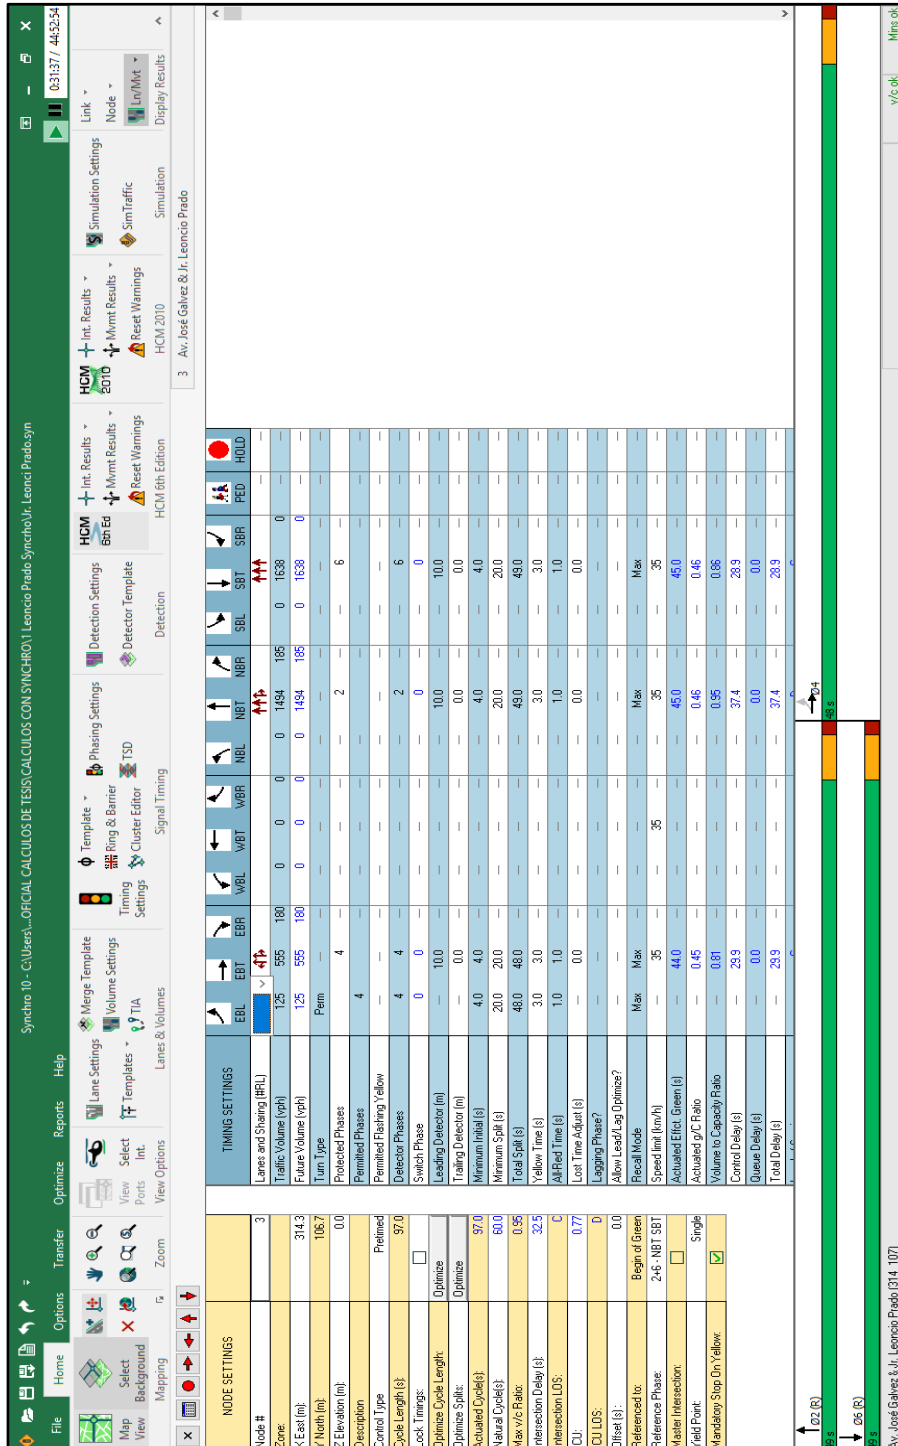 Synchro 10 - C:\Users\...OFICIAL CALCULOS DE TESIS\CALCULOS CON SYNCHRO\1 Leoncio Prado Syncrho\Jr. Leonci Prado.syn
File Home Options Transfer Optimize Reports Help
0:31:37 / 44:52:54
Map View
Select Background
Mapping
Zoom
View Ports
Select Int.
View Options
Lane Settings
Merge Template
Volume Settings
Templates
TIA
Lanes & Volumes
Timing Settings
Template
Ring & Barrier
Cluster Editor
Phasing Settings
TSD
Signal Timing
Detection Settings
Detector Template
Detection
HCM 6th Ed
Int. Results
Mvmt Results
Reset Warnings
HCM 6th Edition
HCM 2010
Int. Results
Mvmt Results
Reset Warnings
HCM 2010
Simulation Settings
SimTraffic
Simulation
Link
Node
Ln/Mvt
Display Results
3 Av. José Galvez & Jr. Leoncio Prado
NODE SETTINGS
Node # 3
Zone:
X East (m): 314.3
Y North (m): 106.7
Z Elevation (m): 0.0
Description
Control Type Pretimed
Cycle Length (s): 97.0
Lock Timings:
Optimize Cycle Length: Optimize
Optimize Splits: Optimize
Actuated Cycle(s): 97.0
Natural Cycle(s): 60.0
Max v/c Ratio: 0.95
Intersection Delay (s): 32.5
Intersection LOS: C
ICU: 0.77
ICU LOS: D
Offset (s): 0.0
Referenced to: Begin of Green
Reference Phase: 2+6 - NBT SBT
Master Intersection:
Yield Point: Single
Mandatory Stop On Yellow:
TIMING SETTINGS EBL EBT EBR WBL WBT WBR NBL NBT NBR SBL SBT SBR PED HOLD
Lanes and Sharing (#RL) — —
Traffic Volume (vph) 125 555 180 0 0 0 0 1494 185 0 1638 0 — —
Future Volume (vph) 125 555 180 0 0 0 0 1494 185 0 1638 0 — —
Turn Type Perm — — — — — — — — — — — — —
Protected Phases 4 2 6
Permitted Phases 4
Permitted Flashing Yellow
Detector Phases 4 4 2 6
Switch Phase 0 0 0 0
Leading Detector (m) — 10.0 — — — — — 10.0 — — 10.0 — — —
Trailing Detector (m) — 0.0 — — — — — 0.0 — — 0.0 — — —
Minimum Initial (s) 4.0 4.0 — — — — — 4.0 — — 4.0 — — —
Minimum Split (s) 20.0 20.0 — — — — — 20.0 — — 20.0 — — —
Total Split (s) 48.0 48.0 — — — — — 49.0 — — 49.0 — — —
Yellow Time (s) 3.0 3.0 — — — — — 3.0 — — 3.0 — — —
All-Red Time (s) 1.0 1.0 — — — — — 1.0 — — 1.0 — — —
Lost Time Adjust (s) — 0.0 — — — — — 0.0 — — 0.0 — — —
Lagging Phase?
Allow Lead/Lag Optimize?
Recall Mode Max Max — — — — — Max — — Max — — —
Speed limit (km/h) — 35 — — 35 — — 35 — — 35 — — —
Actuated Effct. Green (s) — 44.0 — — — — — 45.0 — — 45.0 — — —
Actuated g/C Ratio — 0.45 — — — — — 0.46 — — 0.46 — — —
Volume to Capacity Ratio — 0.81 — — — — — 0.95 — — 0.86 — — —
Control Delay (s) — 29.9 — — — — — 37.4 — — 28.9 — — —
Queue Delay (s) — 0.0 — — — — — 0.0 — — 0.0 — — —
Total Delay (s) — 29.9 — — — — — 37.4 — — 28.9 — — —
Ø2 (R)
Ø4
9 s
48 s
Ø6 (R)
9 s
Av. José Galvez & Jr. Leoncio Prado [314, 107]
v/c ok
Mins ok